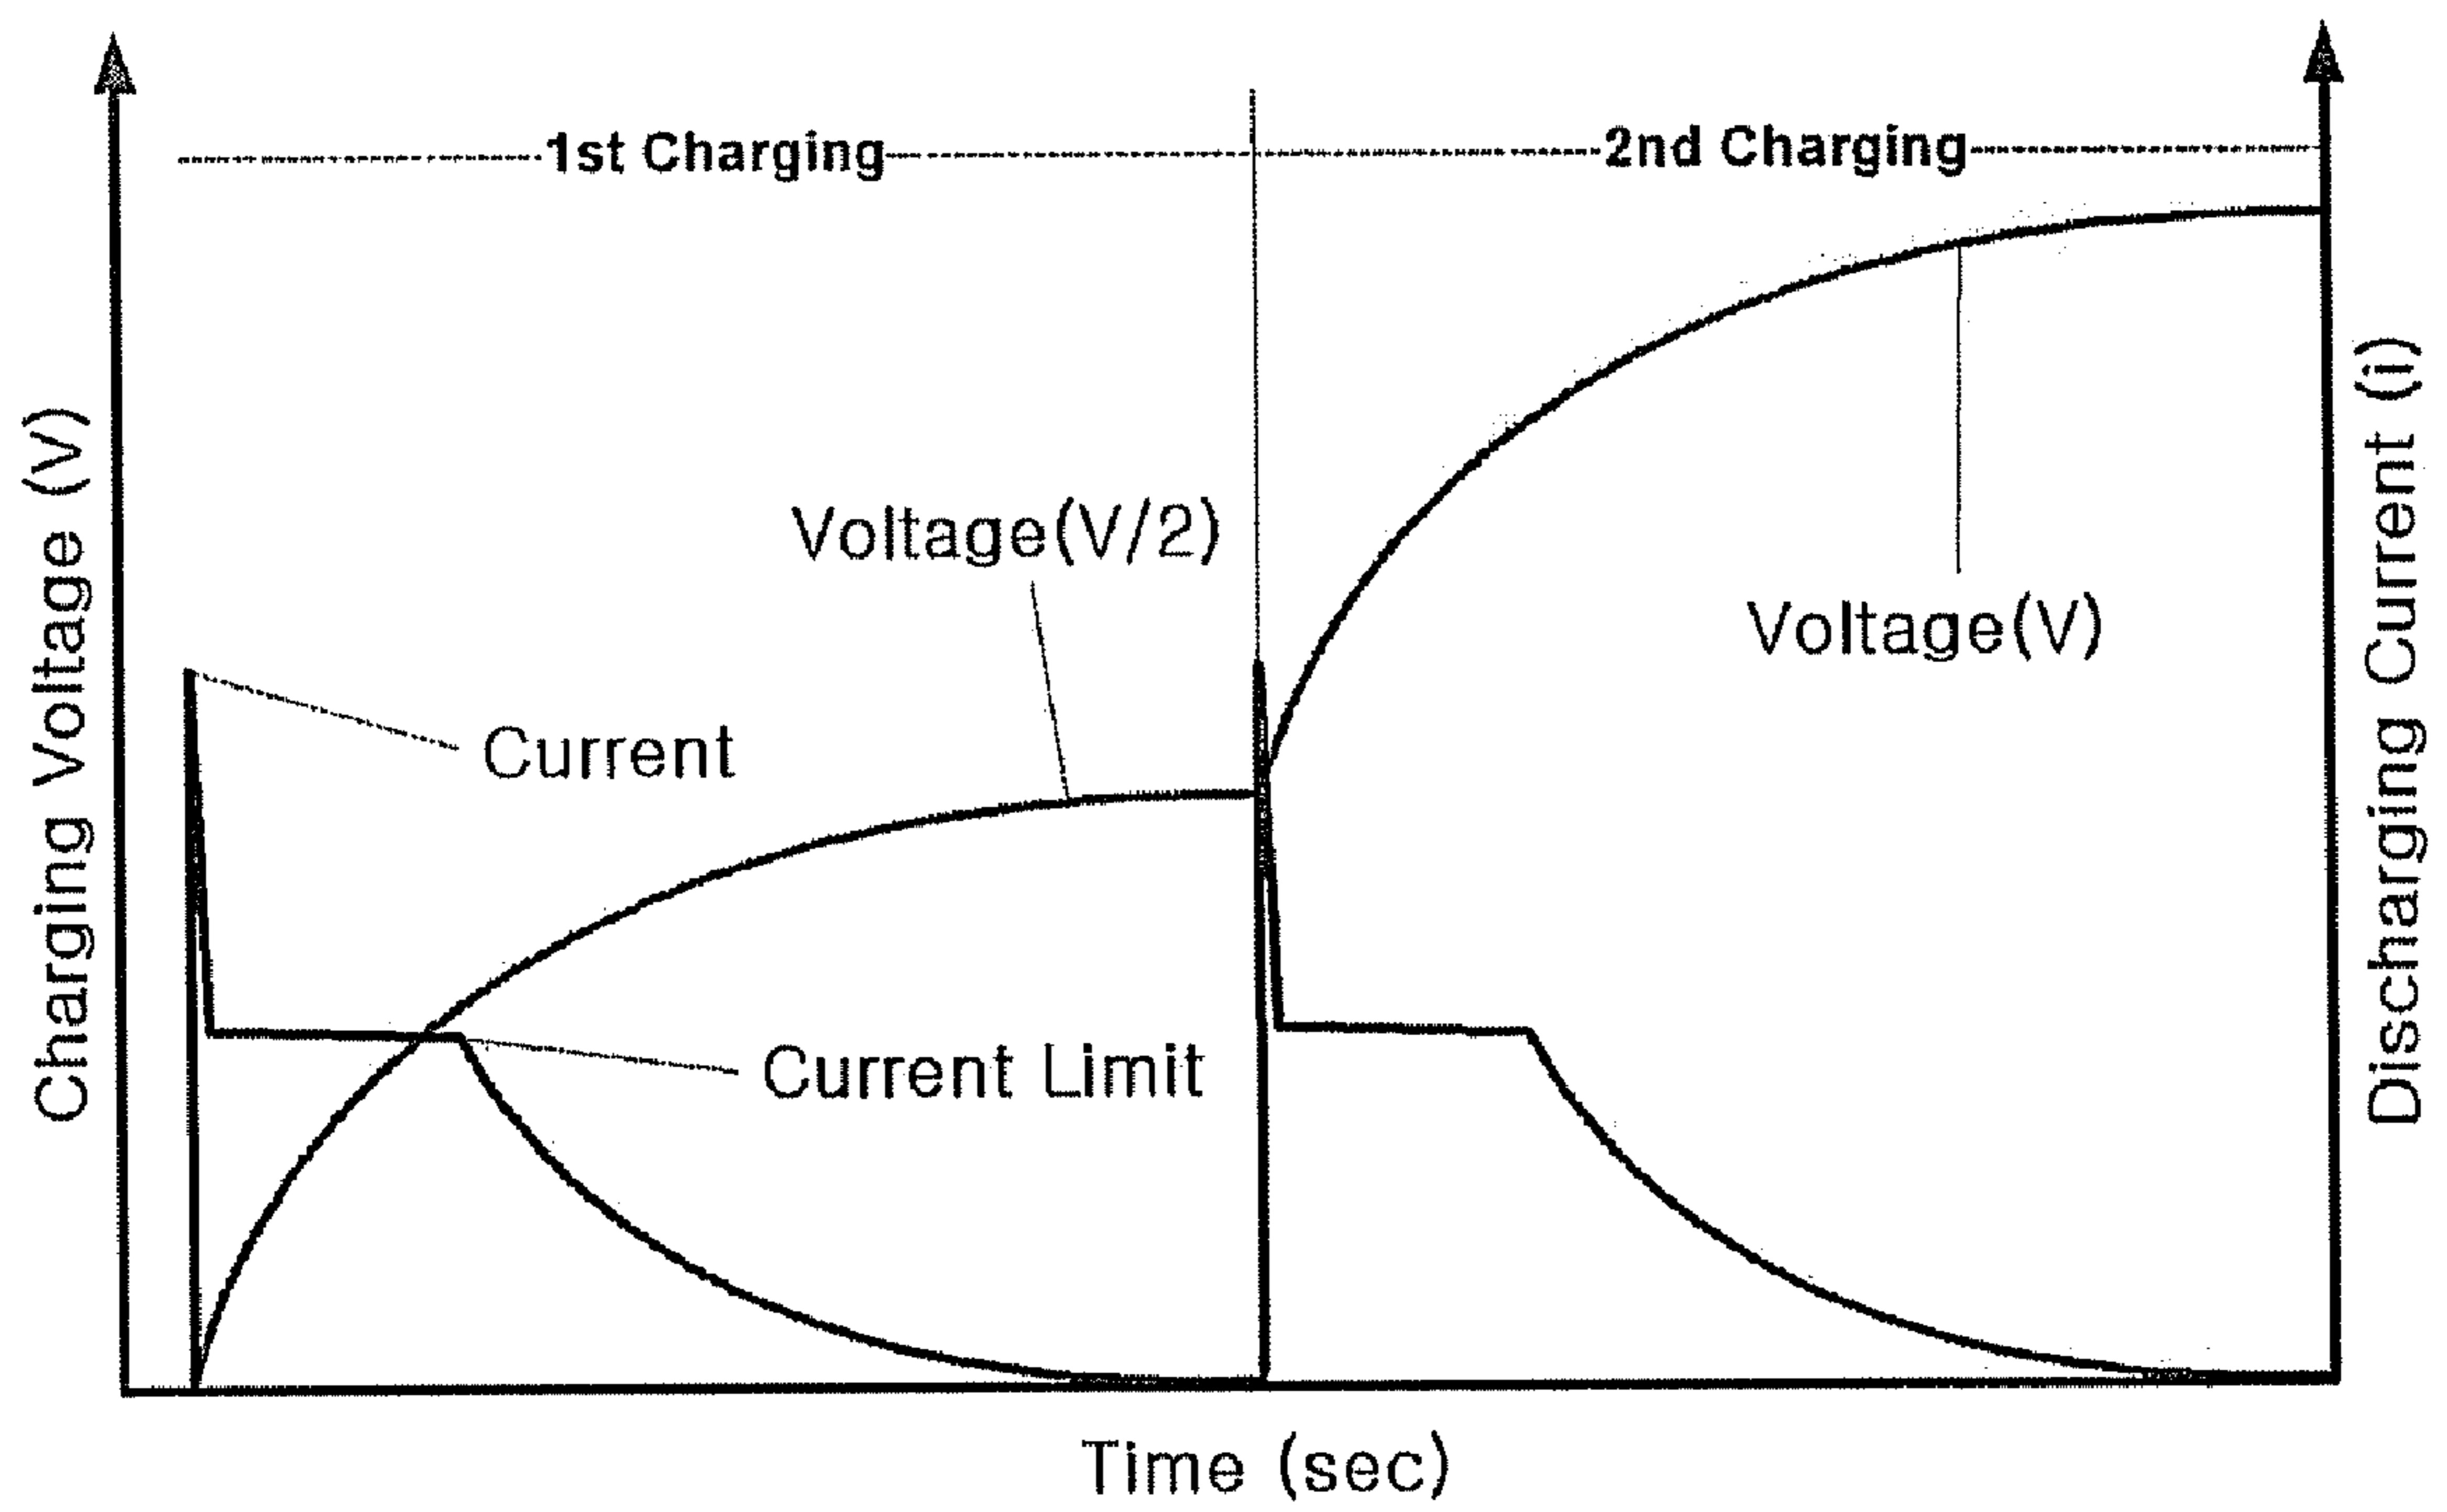 1st Charging
2nd Charging
Charging Voltage (V)
Discharging Current (i)
Voltage(V/2)
Voltage(V)
Current
Current Limit
Time (sec)